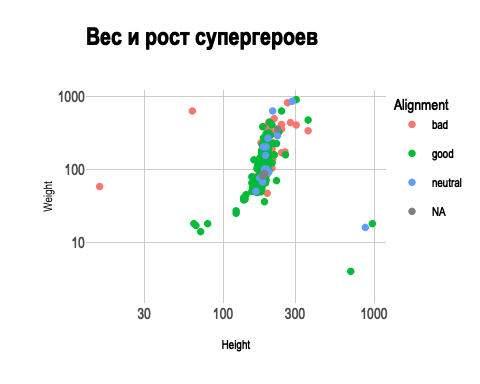 Вес и рост супергероев
1000
100
10
Weight
30
100
300
1000
Height
Alignment
bad
good
neutral
NA